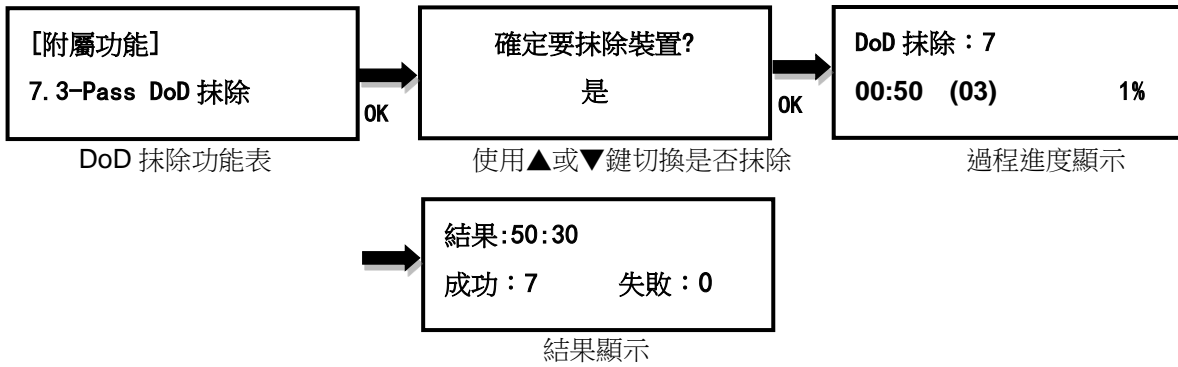 [附屬功能]
7. 3-Pass DoD 抹除
OK
確定要抹除裝置?
是
OK
DoD 抹除：7
00:50 (03) 1%
DoD 抹除功能表
使用▲或▼鍵切換是否抹除
過程進度顯示
結果:50:30
成功：7 失敗：0
結果顯示